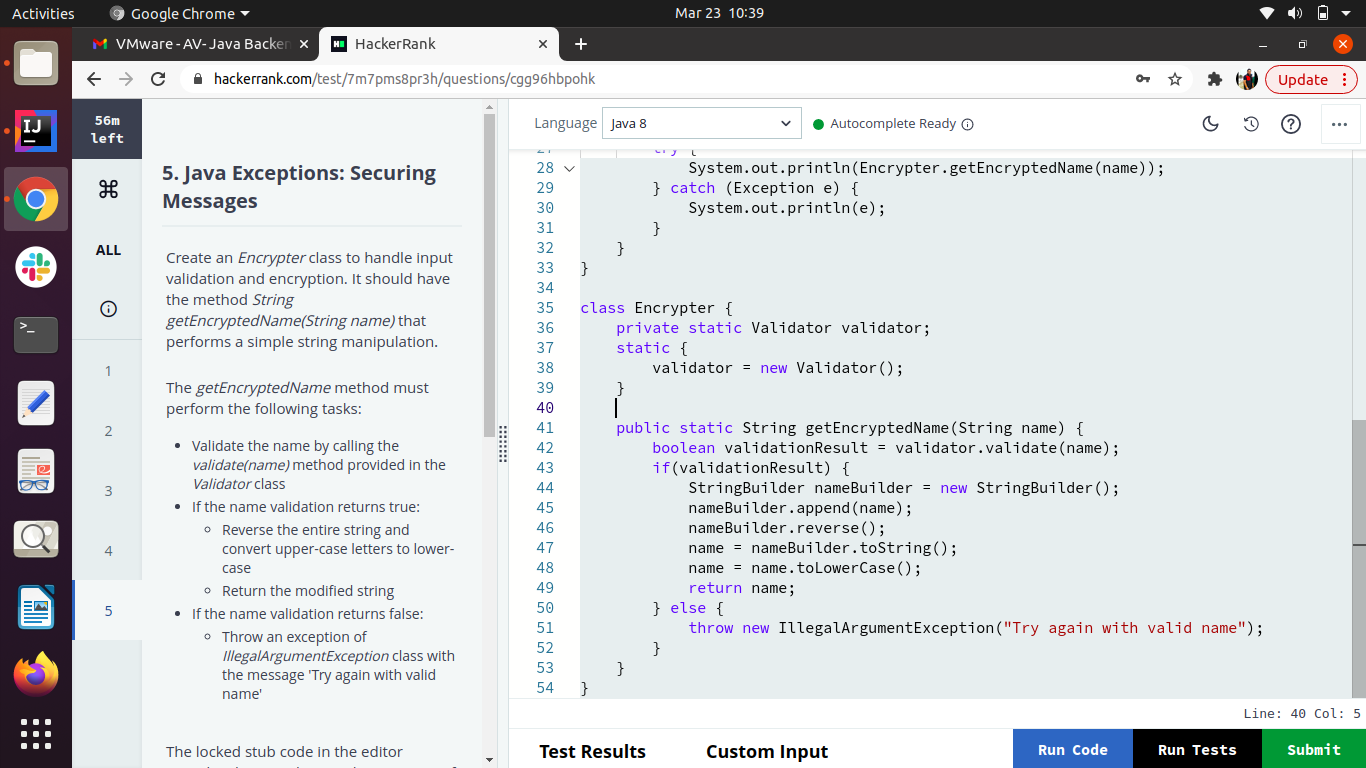 Activities
Google Chrome
Mar 23 10:39
VMware - AV- Java Backen
HackerRank
hackerrank.com/test/7m7pms8pr3h/questions/cgg96hbpohk
Update
56m
left
ALL
1
2
3
4
5
5. Java Exceptions: Securing
Messages
Create an Encrypter class to handle input
validation and encryption. It should have
the method String
getEncryptedName(String name) that
performs a simple string manipulation.
The getEncryptedName method must
perform the following tasks:
• Validate the name by calling the
validate(name) method provided in the
Validator class
• If the name validation returns true:
◦ Reverse the entire string and
convert upper-case letters to lower-
case
◦ Return the modified string
• If the name validation returns false:
◦ Throw an exception of
IllegalArgumentException class with
the message 'Try again with valid
name'
The locked stub code in the editor
Language Java 8
Autocomplete Ready
27 try {
28 System.out.println(Encrypter.getEncryptedName(name));
29 } catch (Exception e) {
30 System.out.println(e);
31 }
32 }
33 }
34
35 class Encrypter {
36 private static Validator validator;
37 static {
38 validator = new Validator();
39 }
40
41 public static String getEncryptedName(String name) {
42 boolean validationResult = validator.validate(name);
43 if(validationResult) {
44 StringBuilder nameBuilder = new StringBuilder();
45 nameBuilder.append(name);
46 nameBuilder.reverse();
47 name = nameBuilder.toString();
48 name = name.toLowerCase();
49 return name;
50 } else {
51 throw new IllegalArgumentException("Try again with valid name");
52 }
53 }
54 }
Line: 40 Col: 5
Test Results
Custom Input
Run Code
Run Tests
Submit